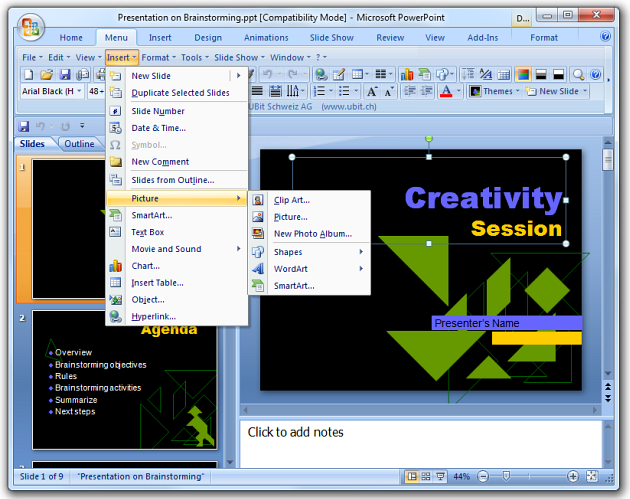 Presentation on Brainstorming.ppt [Compatibility Mode] - Microsoft PowerPoint
D...
Home Menu Insert Design Animations Slide Show Review View Add-Ins Format
File Edit View Insert Format Tools Slide Show Window ?
Arial Black (H 48+
Themes New Slide
UBit Schweiz AG (www.ubit.ch)
Slides Outline
New Slide
Duplicate Selected Slides
Slide Number
Date & Time...
Symbol...
New Comment
Slides from Outline...
Picture
SmartArt...
Text Box
Movie and Sound
Chart...
Insert Table...
Object...
Hyperlink...
Clip Art...
Picture...
New Photo Album...
Shapes
WordArt
SmartArt...
1
2
Agenda
Overview
Brainstorming objectives
Rules
Brainstorming activities
Summarize
Next steps
3
Creativity
Session
Presenter's Name
Click to add notes
Slide 1 of 9 "Presentation on Brainstorming" 44%